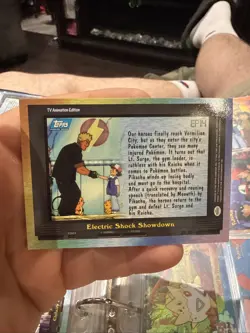 TV Animation Edition
Topps
EP14
Our heroes finally reach Vermilion
City, but as they enter the city's
Pokémon Center, they see many
injured Pokémon. It turns out that
Lt. Surge, the gym leader, is
ruthless with his Raichu when it
comes to Pokémon battles.
Pikachu winds up losing badly
and must go to the hospital.
After a quick recovery and rousing
speech (translated by Meowth) by
Pikachu, the heroes return to the
gym and defeat Lt. Surge and
his Raichu.
Electric Shock Showdown